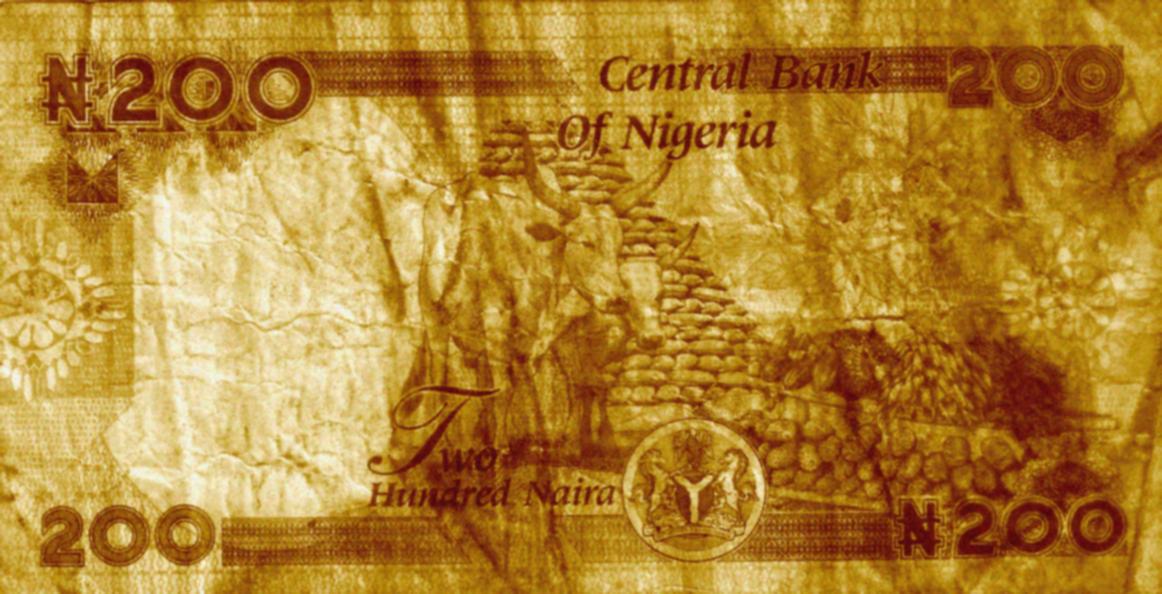 ₦200
Central Bank
Of Nigeria
200
Two
Hundred Naira
200
₦200